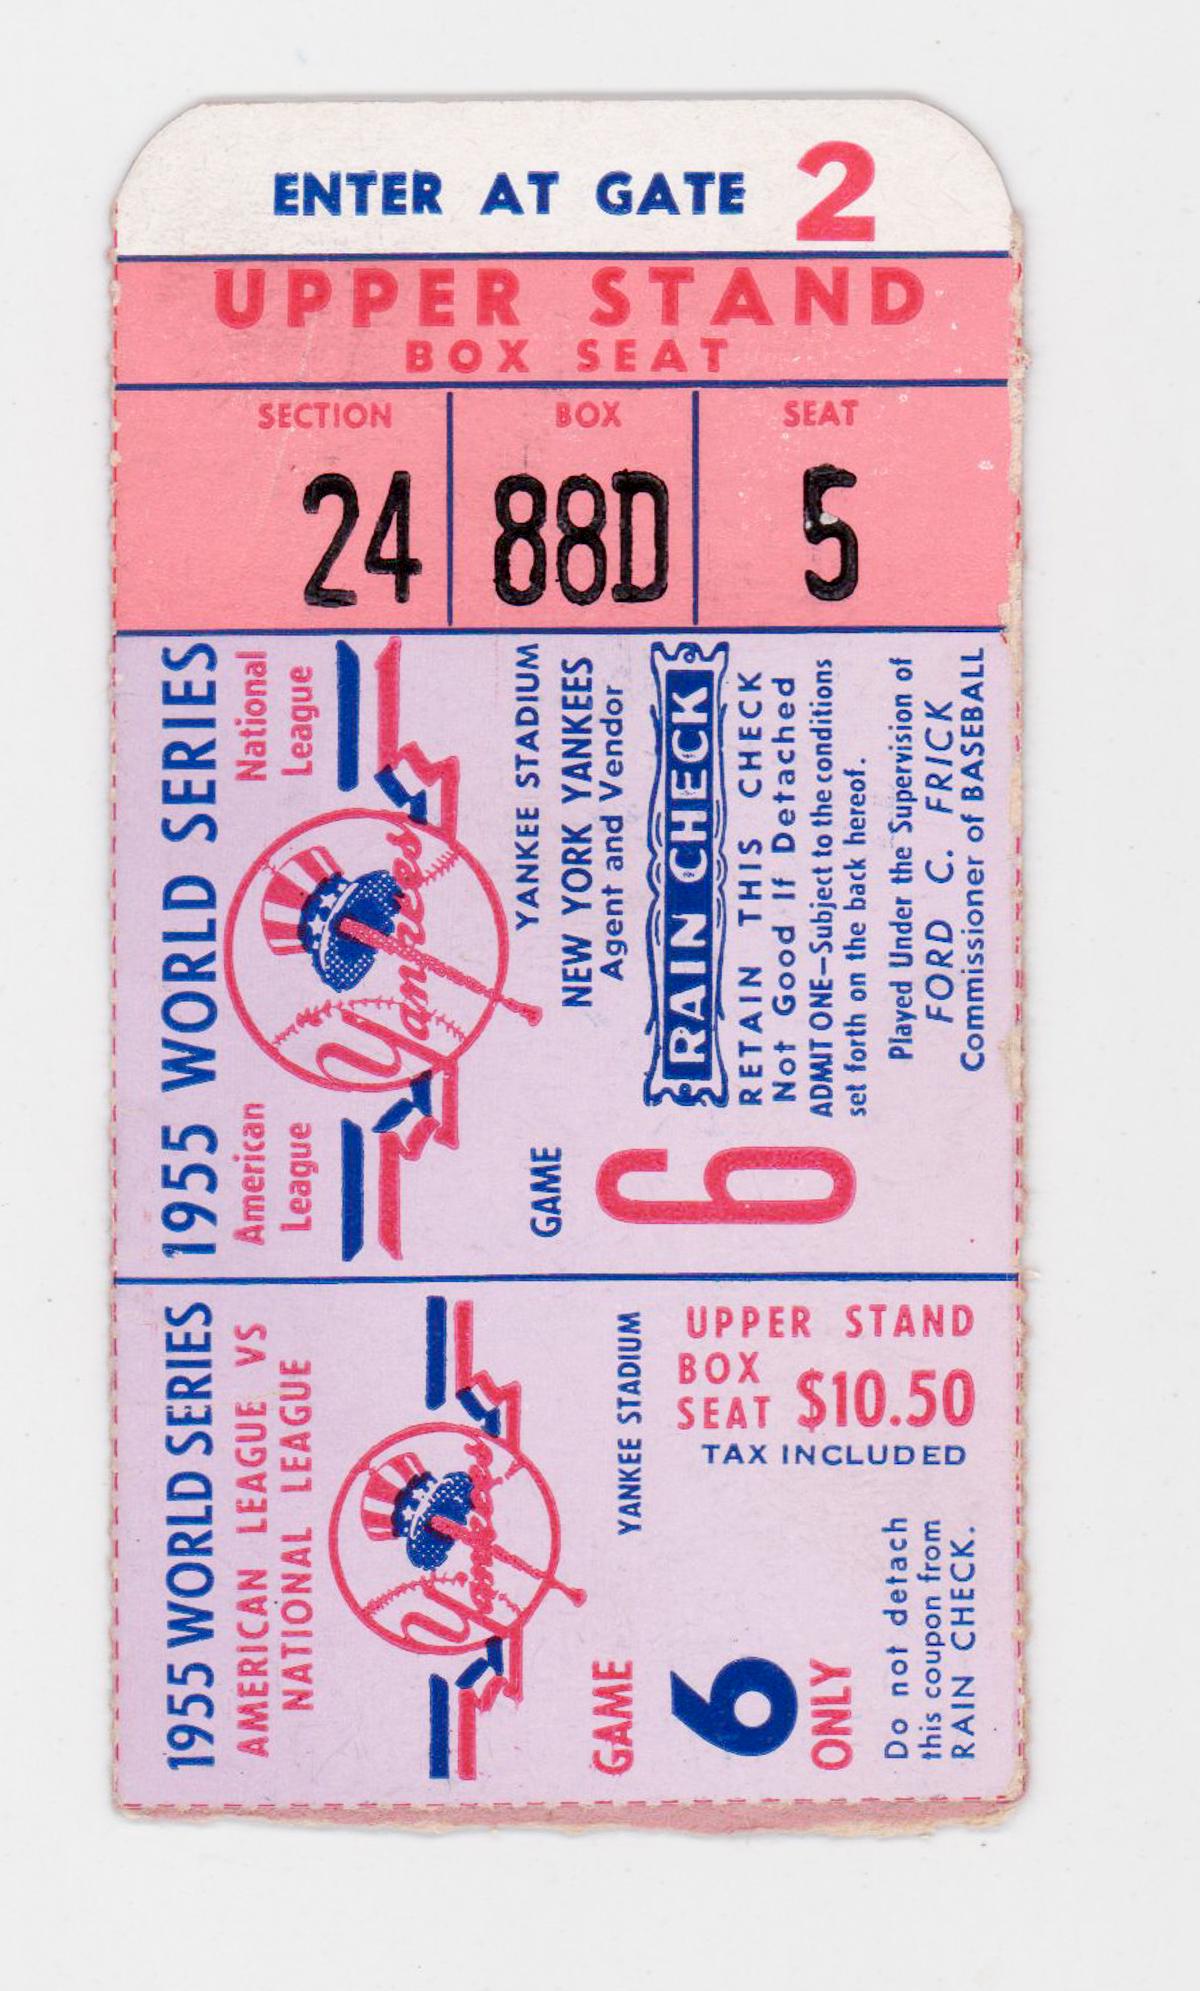 ENTER AT GATE 2
UPPER STAND
BOX SEAT
SECTION BOX SEAT
24 88D 5
1955 WORLD SERIES
American League
National League
Yankees
YANKEE STADIUM
NEW YORK YANKEES
Agent and Vendor
GAME
6
RAIN CHECK
RETAIN THIS CHECK
Not Good If Detached
ADMIT ONE—Subject to the conditions
set forth on the back hereof.
Played Under the Supervision of
FORD C. FRICK
Commissioner of BASEBALL
1955 WORLD SERIES
AMERICAN LEAGUE VS
NATIONAL LEAGUE
Yankees
YANKEE STADIUM
UPPER STAND
BOX
SEAT $10.50
TAX INCLUDED
GAME
6
ONLY
Do not detach
this coupon from
RAIN CHECK.